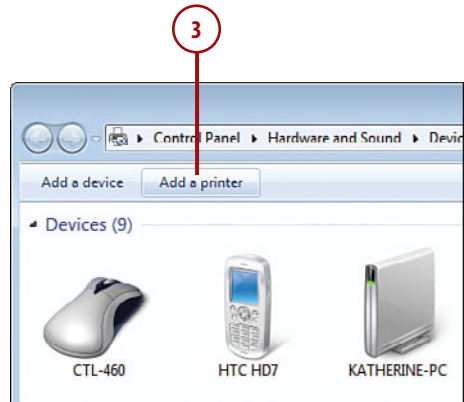 3
Control Panel ▸ Hardware and Sound ▸ Devic
Add a device Add a printer
Devices (9)
CTL-460 HTC HD7 KATHERINE-PC